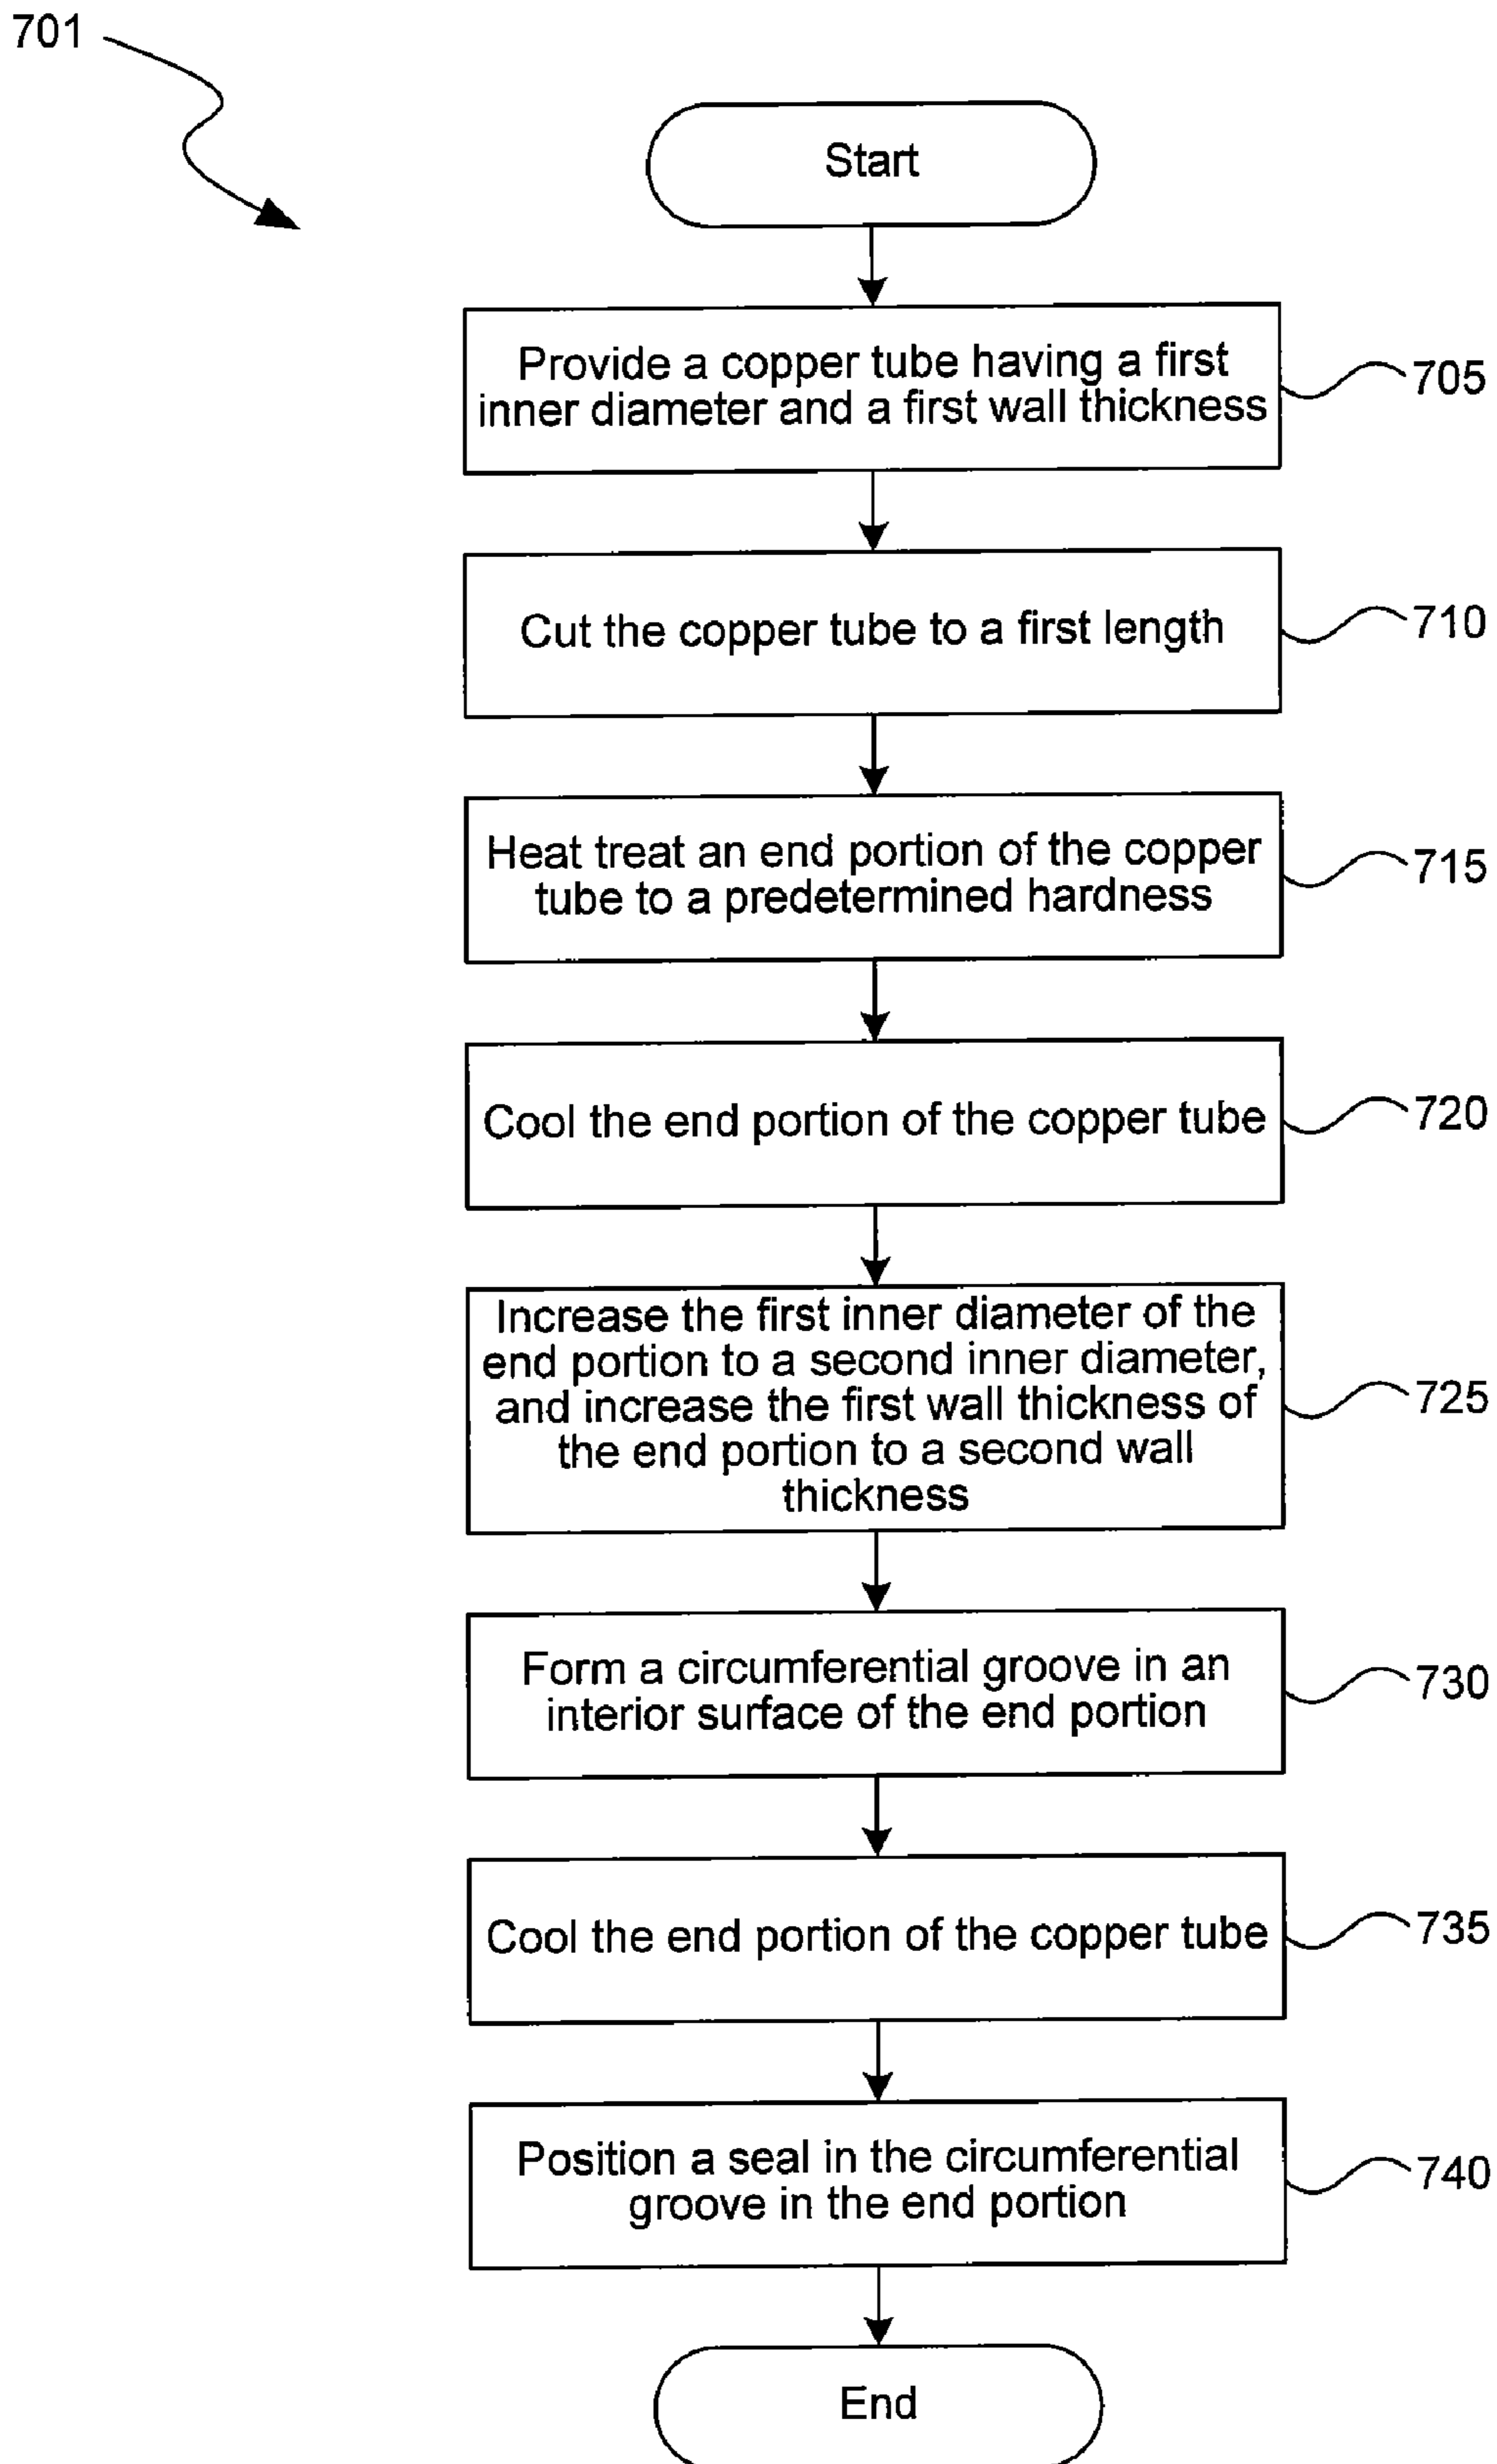 701
Start
Provide a copper tube having a first
inner diameter and a first wall thickness
705
Cut the copper tube to a first length
710
Heat treat an end portion of the copper
tube to a predetermined hardness
715
Cool the end portion of the copper tube
720
Increase the first inner diameter of the
end portion to a second inner diameter,
and increase the first wall thickness of
the end portion to a second wall
thickness
725
Form a circumferential groove in an
interior surface of the end portion
730
Cool the end portion of the copper tube
735
Position a seal in the circumferential
groove in the end portion
740
End